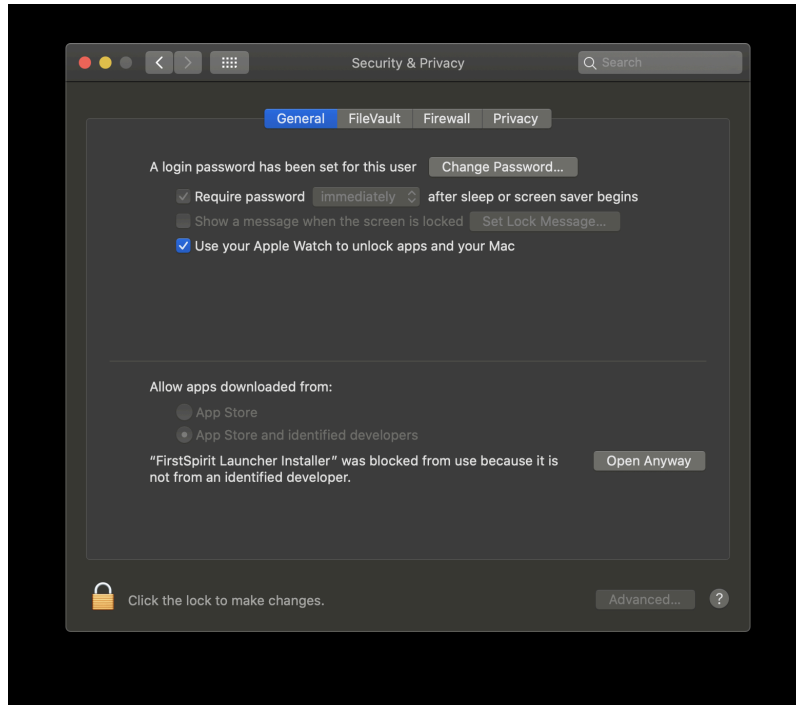 Security & Privacy
Search
General FileVault Firewall Privacy
A login password has been set for this user Change Password...
Require password immediately after sleep or screen saver begins
Show a message when the screen is locked Set Lock Message...
Use your Apple Watch to unlock apps and your Mac
Allow apps downloaded from:
App Store
App Store and identified developers
“FirstSpirit Launcher Installer” was blocked from use because it is Open Anyway
not from an identified developer.
Click the lock to make changes. Advanced... ?